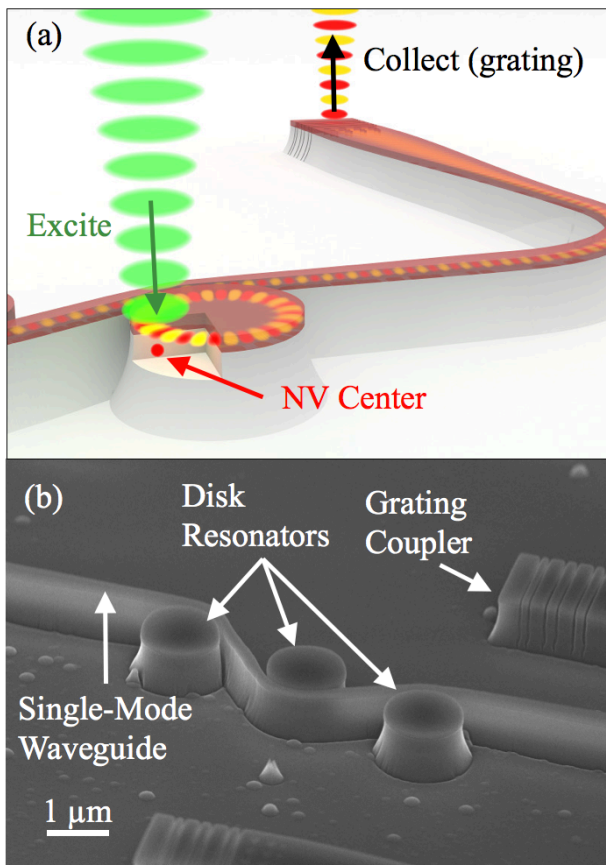 (a)
Collect (grating)
Excite
NV Center
(b)
Disk
Resonators
Grating
Coupler
Single-Mode
Waveguide
1 µm